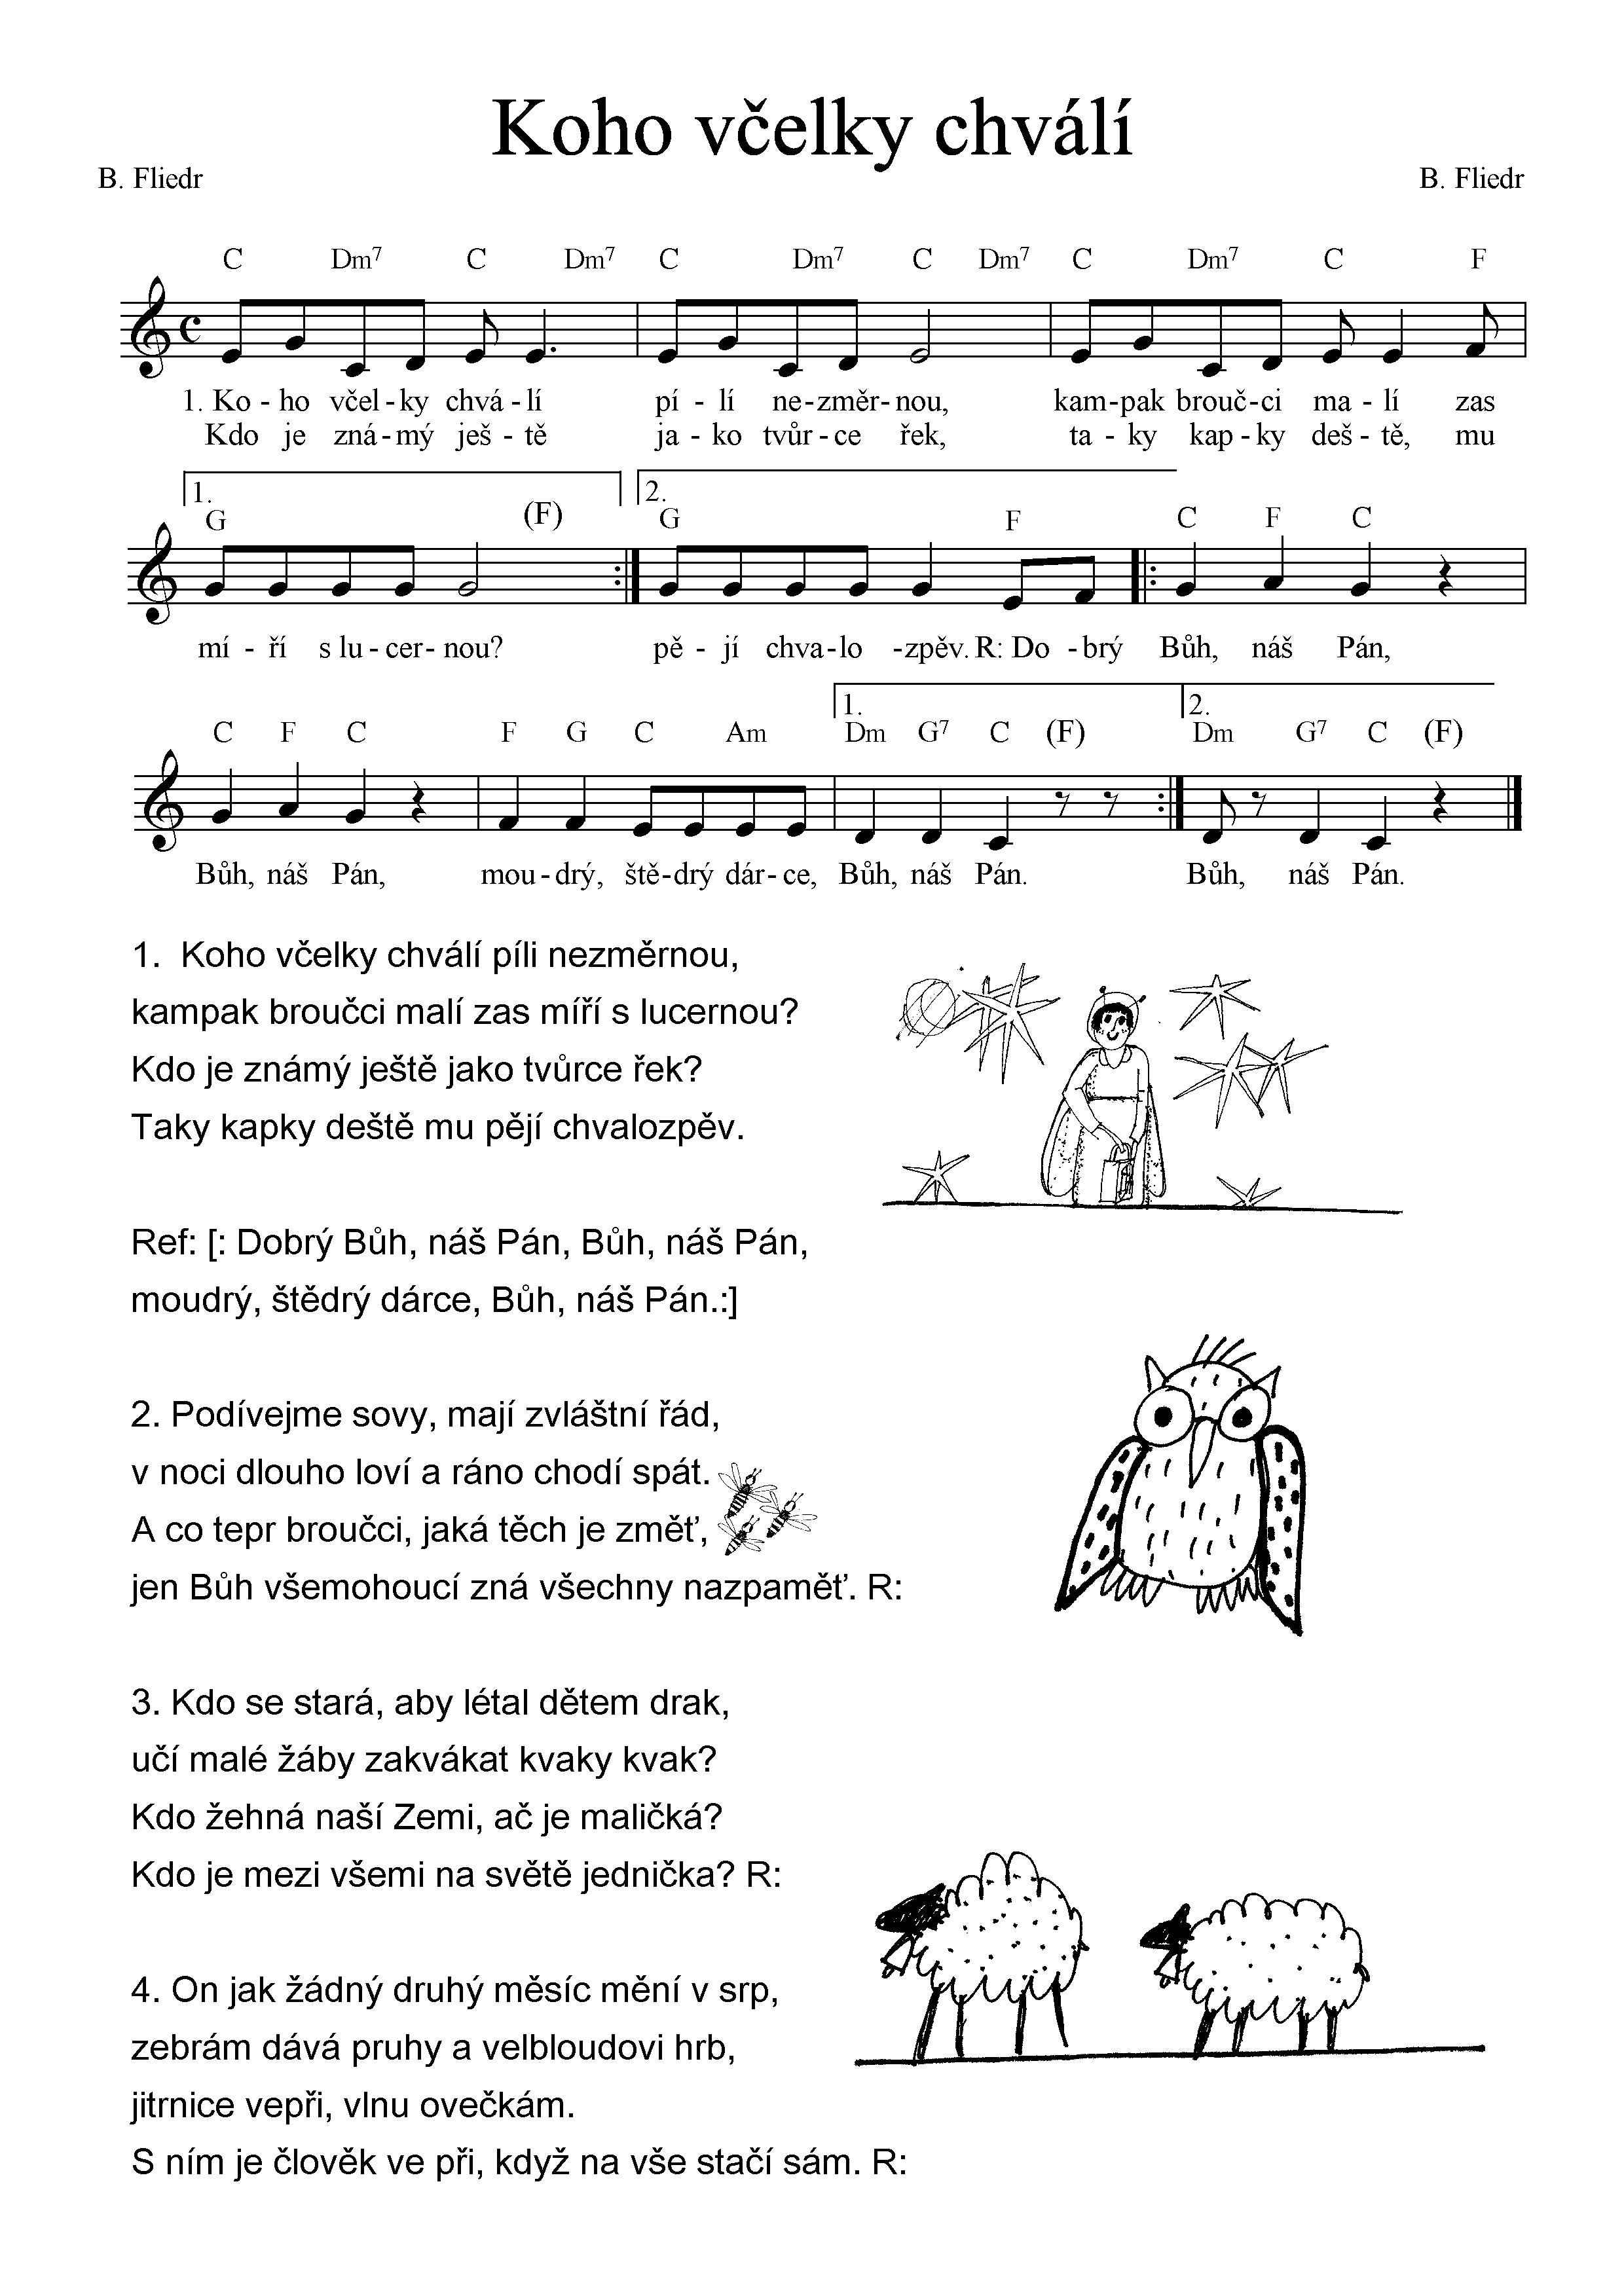 Koho včelky chválí
B. Fliedr B. Fliedr
C Dm7 C Dm7 C Dm7 C Dm7 C Dm7 C F
1. Ko - ho včel - ky chvá - lí pí - lí ne - změr - nou, kam - pak brouč - ci ma - lí zas
Kdo je zná - mý ješ - tě ja - ko tvůr - ce řek, ta - ky kap - ky deš - tě, mu
1. 2.
G (F) G F C F C
mí - ří s lu - cer - nou? pě - jí chva - lo - zpěv. R: Do - brý Bůh, náš Pán,
1. 2.
C F C F G C Am Dm G7 C (F) Dm G7 C (F)
Bůh, náš Pán, mou - drý, ště - drý dár - ce, Bůh, náš Pán. Bůh, náš Pán.
1. Koho včelky chválí píli nezměrnou,
kampak broučci malí zas míří s lucernou?
Kdo je známý ještě jako tvůrce řek?
Taky kapky deště mu pějí chvalozpěv.
Ref: [: Dobrý Bůh, náš Pán, Bůh, náš Pán,
moudrý, štědrý dárce, Bůh, náš Pán.:]
2. Podívejme sovy, mají zvláštní řád,
v noci dlouho loví a ráno chodí spát.
A co tepr broučci, jaká těch je změť,
jen Bůh všemohoucí zná všechny nazpaměť. R:
3. Kdo se stará, aby létal dětem drak,
učí malé žáby zakvákat kvaky kvak?
Kdo žehná naší Zemi, ač je maličká?
Kdo je mezi všemi na světě jednička? R:
4. On jak žádný druhý měsíc mění v srp,
zebrám dává pruhy a velbloudovi hrb,
jitrnice vepři, vlnu ovečkám.
S ním je člověk ve při, když na vše stačí sám. R: